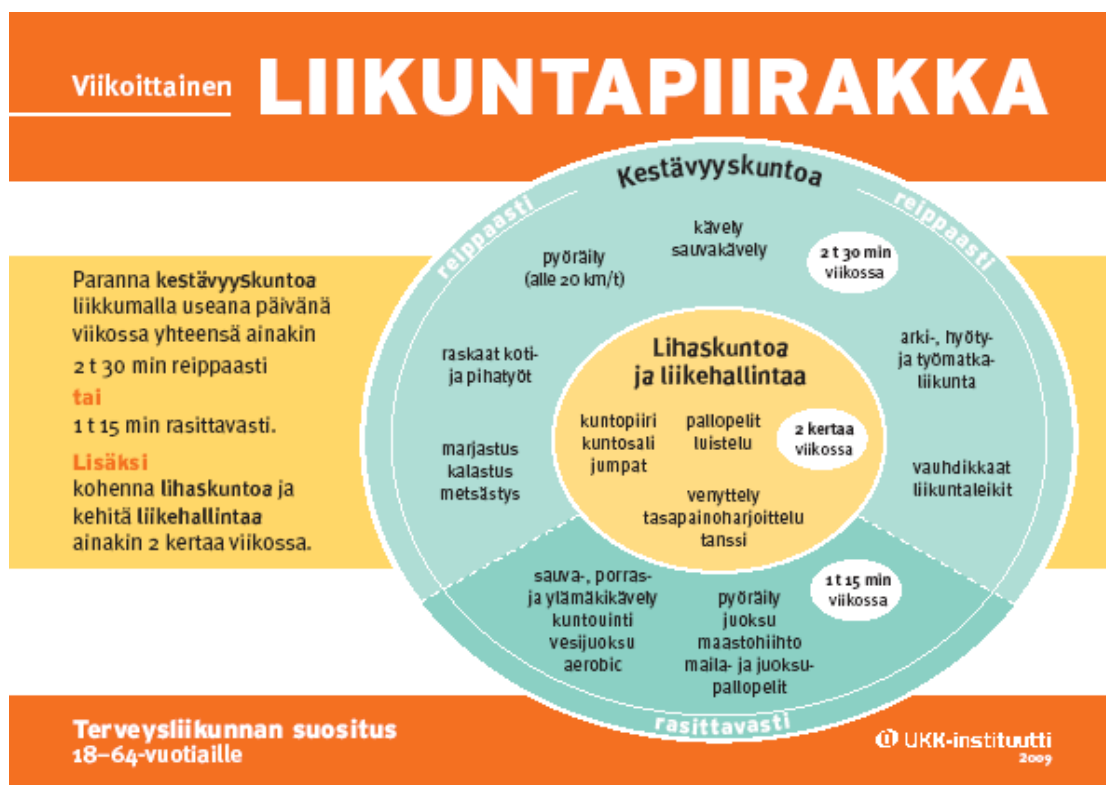 Viikoittainen LIIKUNTAPIIRAKKA
Paranna kestävyyskuntoa
liikkumalla useana päivänä
viikossa yhteensä ainakin
2 t 30 min reippaasti
tai
1 t 15 min rasittavasti.
Lisäksi
kohenna lihaskuntoa ja
kehitä liikehallintaa
ainakin 2 kertaa viikossa.
Kestävyyskuntoa
reippaasti
reippaasti
kävely
sauvakävely
2 t 30 min
viikossa
pyöräily
(alle 20 km/t)
raskaat koti-
ja pihatyöt
marjastus
kalastus
metsästys
arki-, hyöty-
ja työmatka-
liikunta
vauhdikkaat
liikuntaleikit
Lihaskuntoa
ja liikehallintaa
kuntopiiri
kuntosali
jumpat
pallopelit
luistelu
2 kertaa
viikossa
venyttely
tasapainoharjoittelu
tanssi
sauva-, porras-
ja ylämäkikävely
kuntouinti
vesijuoksu
aerobic
pyöräily
juoksu
maastohiihto
maila- ja juoksu-
pallopelit
1 t 15 min
viikossa
rasittavasti
Terveysliikunnan suositus
18–64-vuotiaille
UKK-instituutti
2009